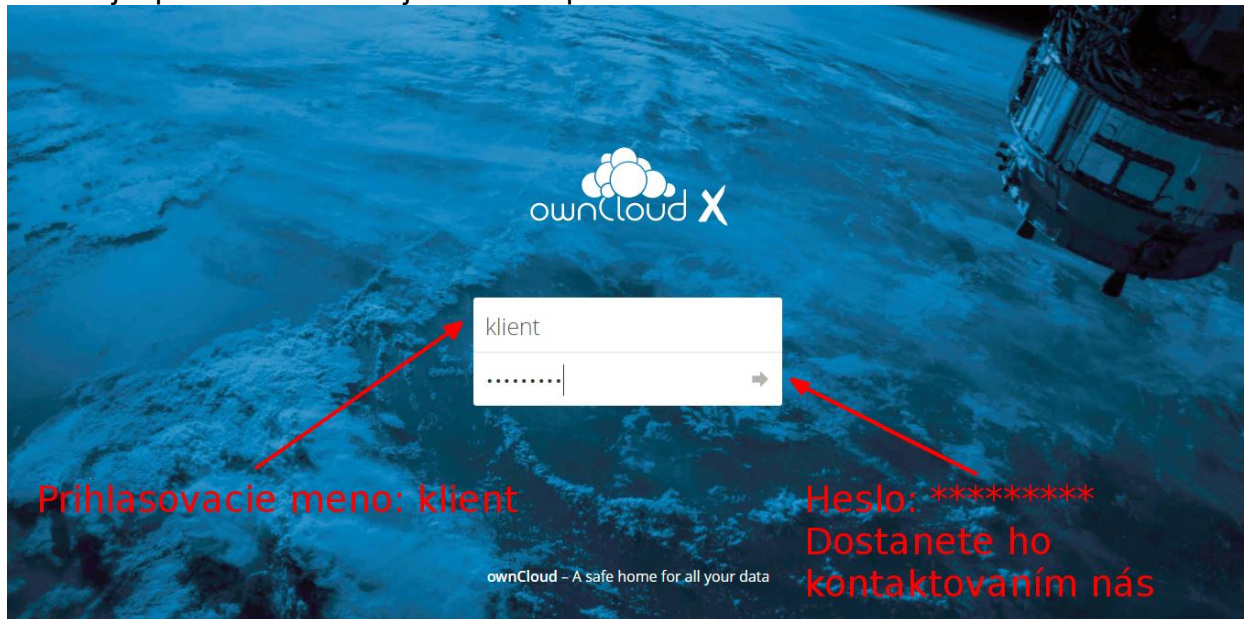 ownCloud X
klient
.........
Prihlasovacie meno: klient
Heslo: *********
Dostanete ho
kontaktovaním nás
ownCloud – A safe home for all your data